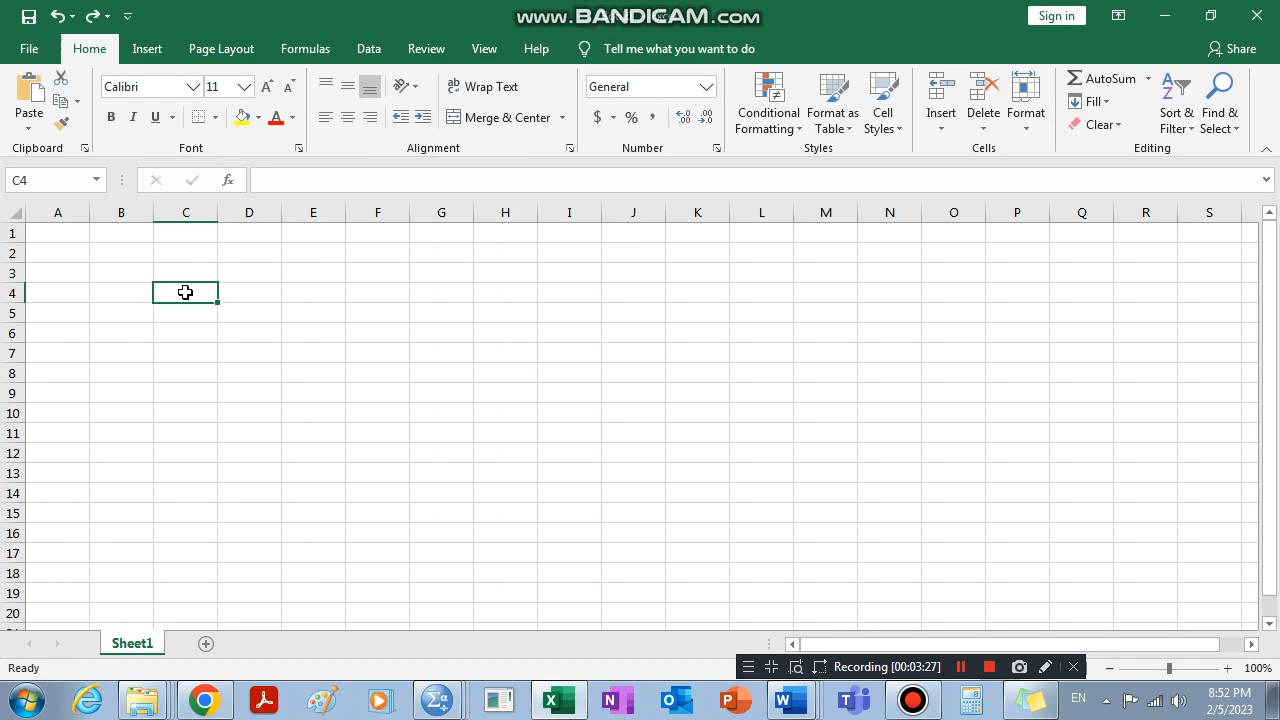 www.BANDICAM.com
Sign in
File Home Insert Page Layout Formulas Data Review View Help Tell me what you want to do Share
Paste
Clipboard
Calibri 11
B I U A
Font
Wrap Text
Merge & Center
Alignment
General
$ % ,
Number
Conditional Formatting
Format as Table
Cell Styles
Styles
Insert Delete Format
Cells
AutoSum
Fill
Clear
Sort & Filter
Find & Select
Editing
C4 fx
A B C D E F G H I J K L M N O P Q R S
1
2
3
4
5
6
7
8
9
10
11
12
13
14
15
16
17
18
19
20
Sheet1
Ready
Recording [00:03:27]
100%
EN
8:52 PM
2/5/2023